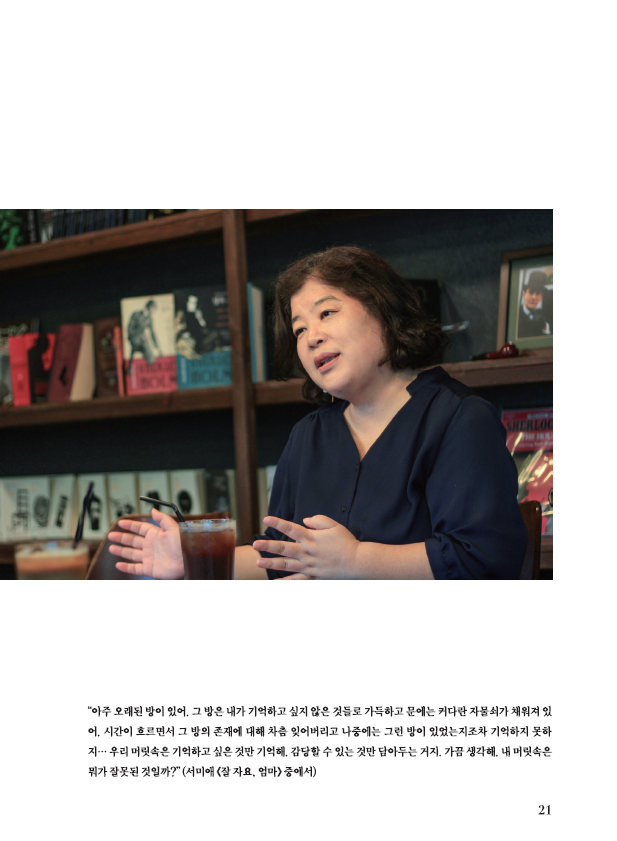 SHERLOCK
"아주 오래된 방이 있어. 그 방은 내가 기억하고 싶지 않은 것들로 가득하고 문에는 커다란 자물쇠가 채워져 있
어. 시간이 흐르면서 그 방의 존재에 대해 차츰 잊어버리고 나중에는 그런 방이 있었는지조차 기억하지 못하
지… 우리 머릿속은 기억하고 싶은 것만 기억해. 감당할 수 있는 것만 담아두는 거지. 가끔 생각해. 내 머릿속은
뭐가 잘못된 것일까?" (서미애 《잘 자요, 엄마》 중에서)
21